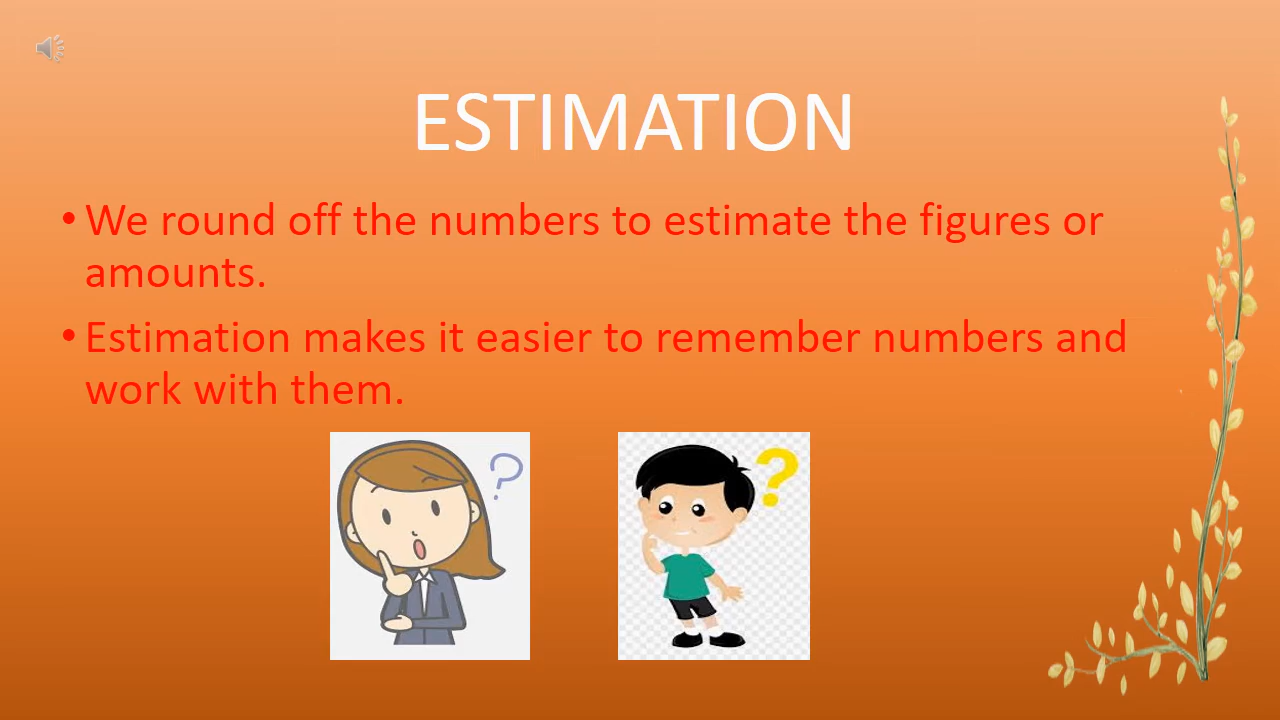 ESTIMATION
• We round off the numbers to estimate the figures or
amounts.
• Estimation makes it easier to remember numbers and
work with them.
?
?